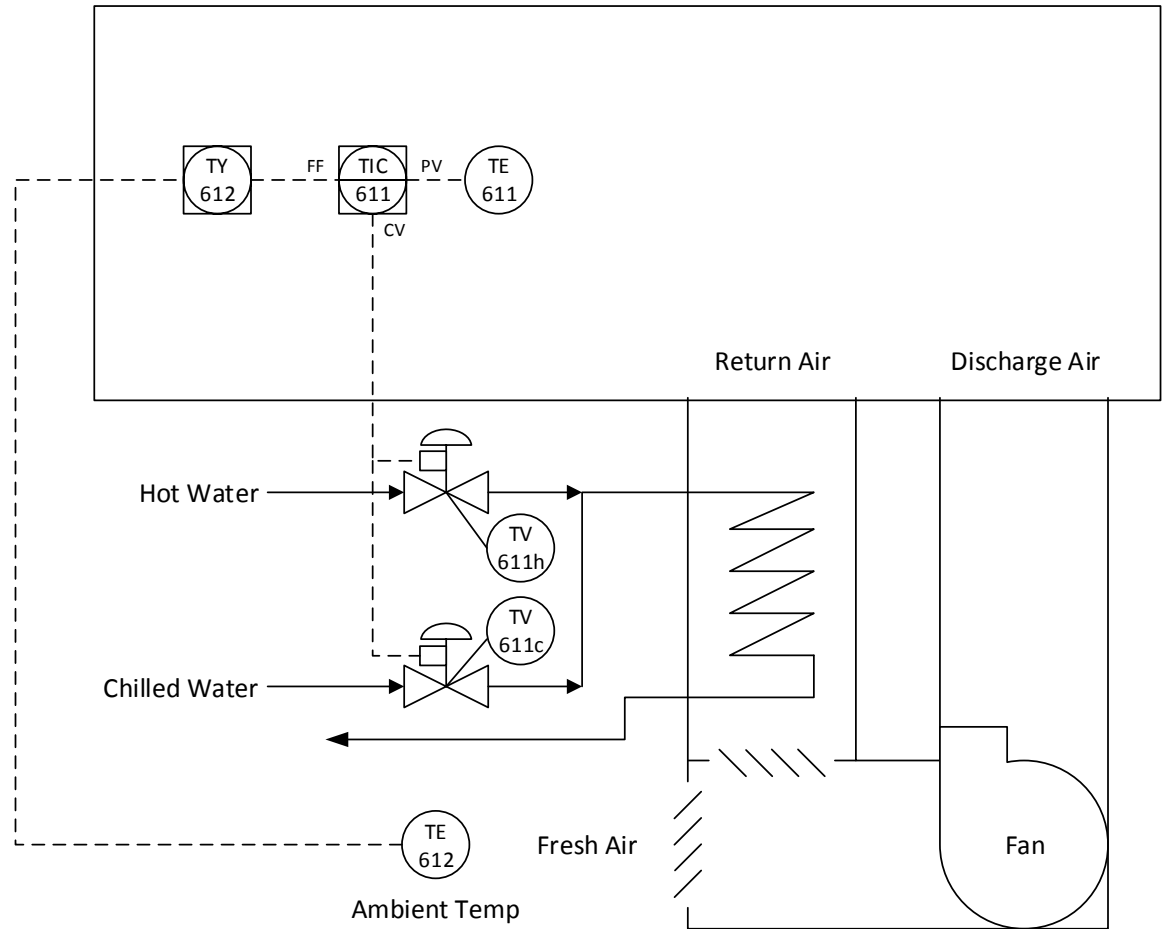 TY
612
FF
TIC
611
PV
TE
611
CV
Return Air
Discharge Air
Hot Water
TV
611h
TV
611c
Chilled Water
TE
612
Fresh Air
Fan
Ambient Temp